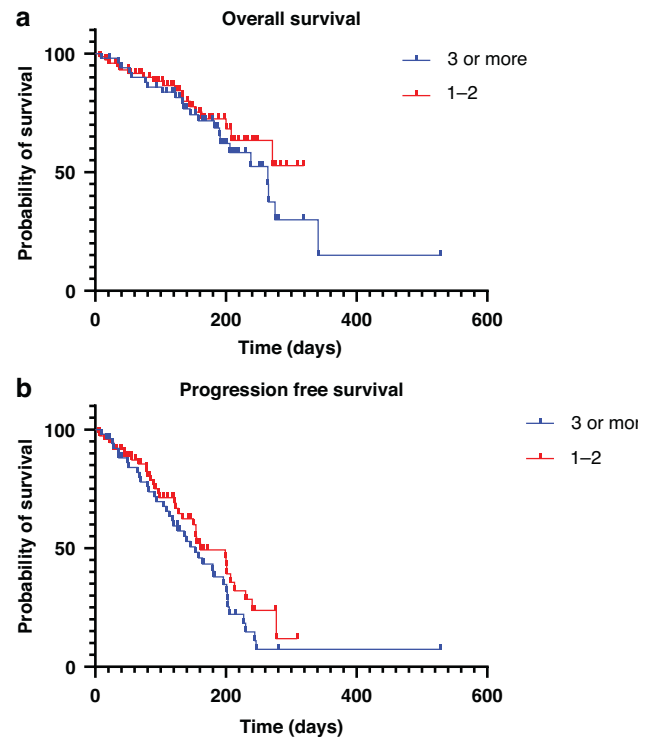 a
Overall survival
3 or more
1–2
Probability of survival
100
50
0
0 200 400 600
Time (days)
b
Progression free survival
3 or mor
1–2
Probability of survival
100
50
0
0 200 400 600
Time (days)